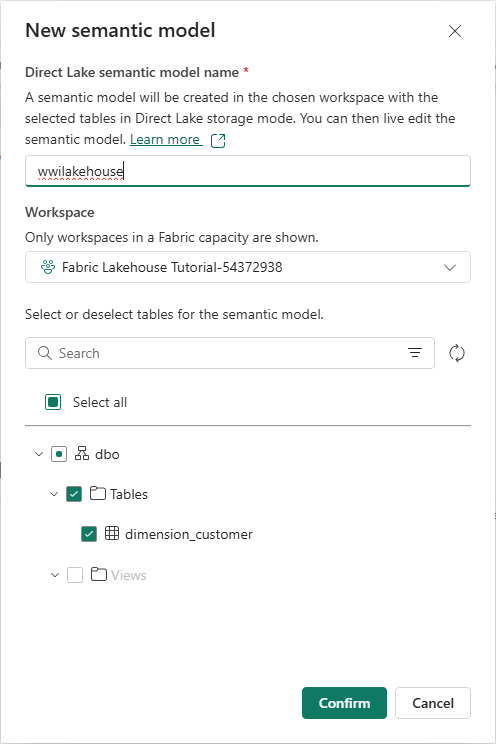 New semantic model
Direct Lake semantic model name *
A semantic model will be created in the chosen workspace with the
selected tables in Direct Lake storage mode. You can then live edit the
semantic model. Learn more
wwilakehouse
Workspace
Only workspaces in a Fabric capacity are shown.
Fabric Lakehouse Tutorial-54372938
Select or deselect tables for the semantic model.
Search
Select all
dbo
Tables
dimension_customer
Views
Confirm Cancel